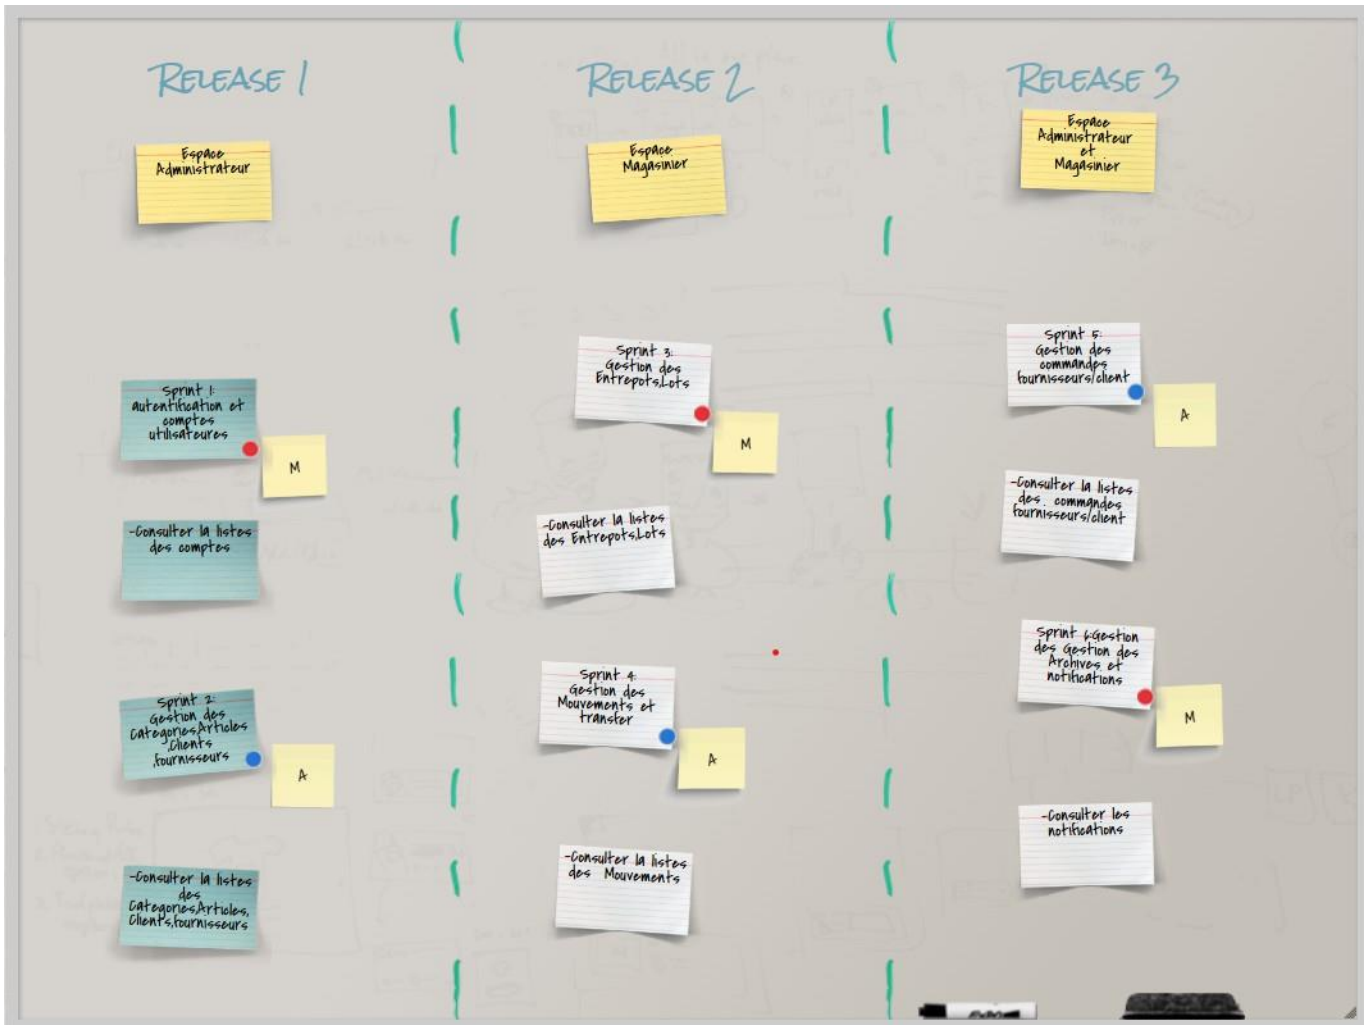 Release 1
Espace
Administrateur
Sprint 1:
autentification et
comptes
utilisateures
M
-Consulter la listes
des comptes
Sprint 2:
Gestion des
Categories,Articles
,Clients
,fournisseurs
A
-Consulter la listes
des
Categories,Articles,
Clients,fournisseurs
Release 2
Espace
Magasinier
Sprint 3:
Gestion des
Entrepots,Lots
M
-Consulter la listes
des Entrepots,Lots
Sprint 4:
Gestion des
Mouvements et
transfer
A
-Consulter la listes
des Mouvements
Release 3
Espace
Administrateur
et
Magasinier
Sprint 5:
Gestion des
commandes
fournisseurs/client
A
-Consulter la listes
des commandes
fournisseurs/client
Sprint 6:Gestion
des Gestion des
Archives et
notifications
M
-Consulter les
notifications